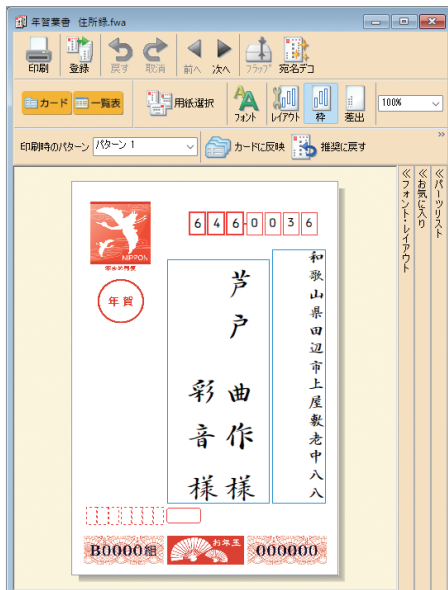 年賀葉書 住所録.fwa
印刷
登録
戻す
取消
前へ
次へ
フラップ
宛名デコ
カード
一覧表
用紙選択
フォント
レイアウト
枠
差出
100%
印刷時のパターン
パターン 1
カードに反映
推奨に戻す
≪パーツリスト
≪お気に入り
≪フォント・レイアウト
NIPPON
年賀
6460036
和歌山県田辺市上屋敷老中八八
芦戸 曲作様
彩音様
B0000組
お年玉
000000